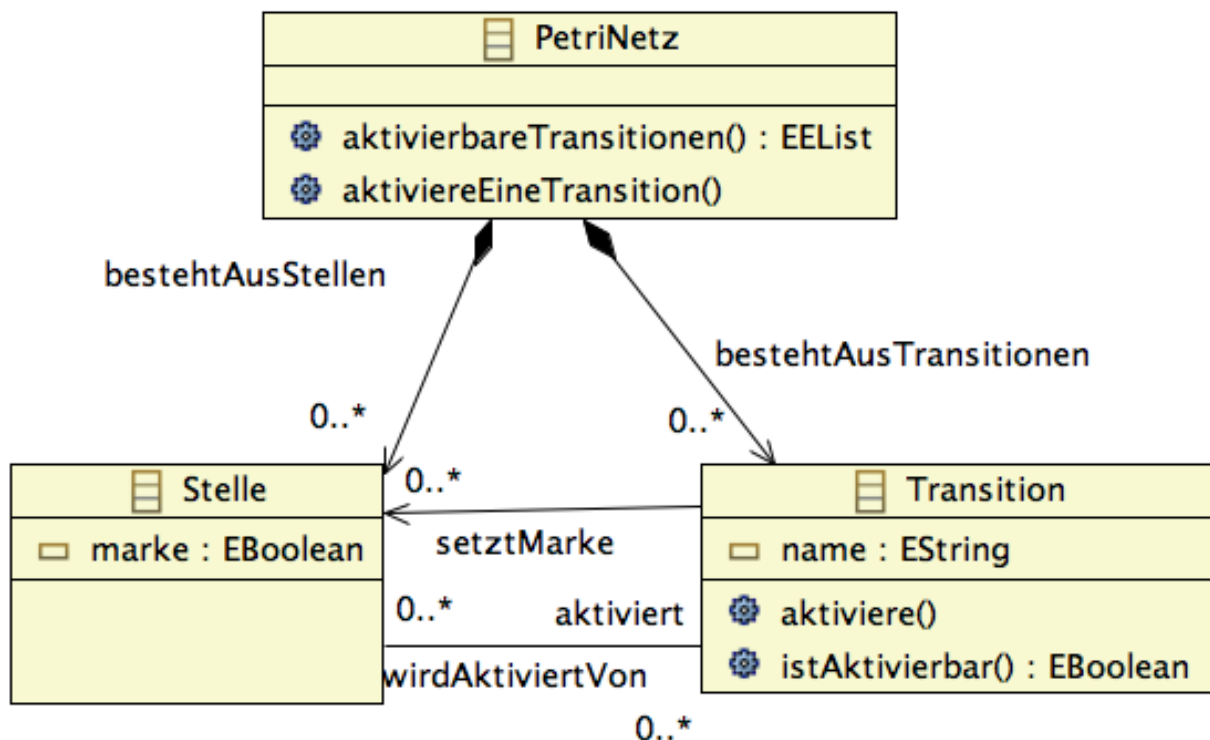 PetriNetz
aktivierbareTransitionen() : EEList
aktiviereEineTransition()
bestehtAusStellen
bestehtAusTransitionen
0..*
0..*
Stelle
marke : EBoolean
0..*
setztMarke
Transition
name : EString
aktiviere()
istAktivierbar() : EBoolean
0..*
aktiviert
wirdAktiviertVon
0..*